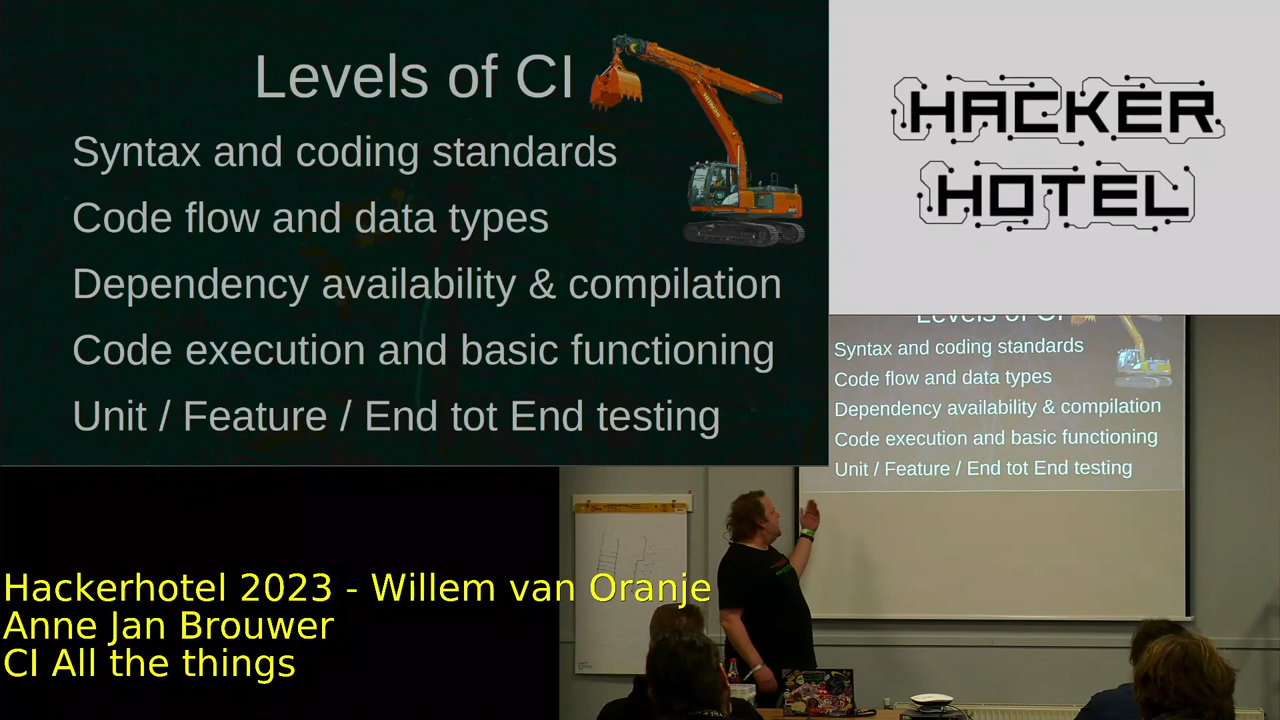 Levels of CI
Syntax and coding standards
Code flow and data types
Dependency availability & compilation
Code execution and basic functioning
Unit / Feature / End tot End testing
HACKER
HOTEL
Levels of CI
Syntax and coding standards
Code flow and data types
Dependency availability & compilation
Code execution and basic functioning
Unit / Feature / End tot End testing
Hackerhotel 2023 - Willem van Oranje
Anne Jan Brouwer
CI All the things